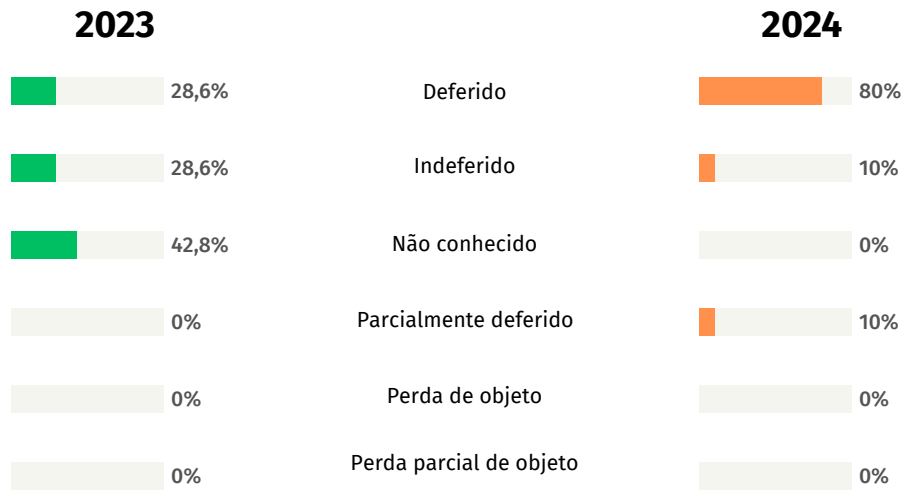 2023 2024
28,6% Deferido 80%
28,6% Indeferido 10%
42,8% Não conhecido 0%
0% Parcialmente deferido 10%
0% Perda de objeto 0%
0% Perda parcial de objeto 0%